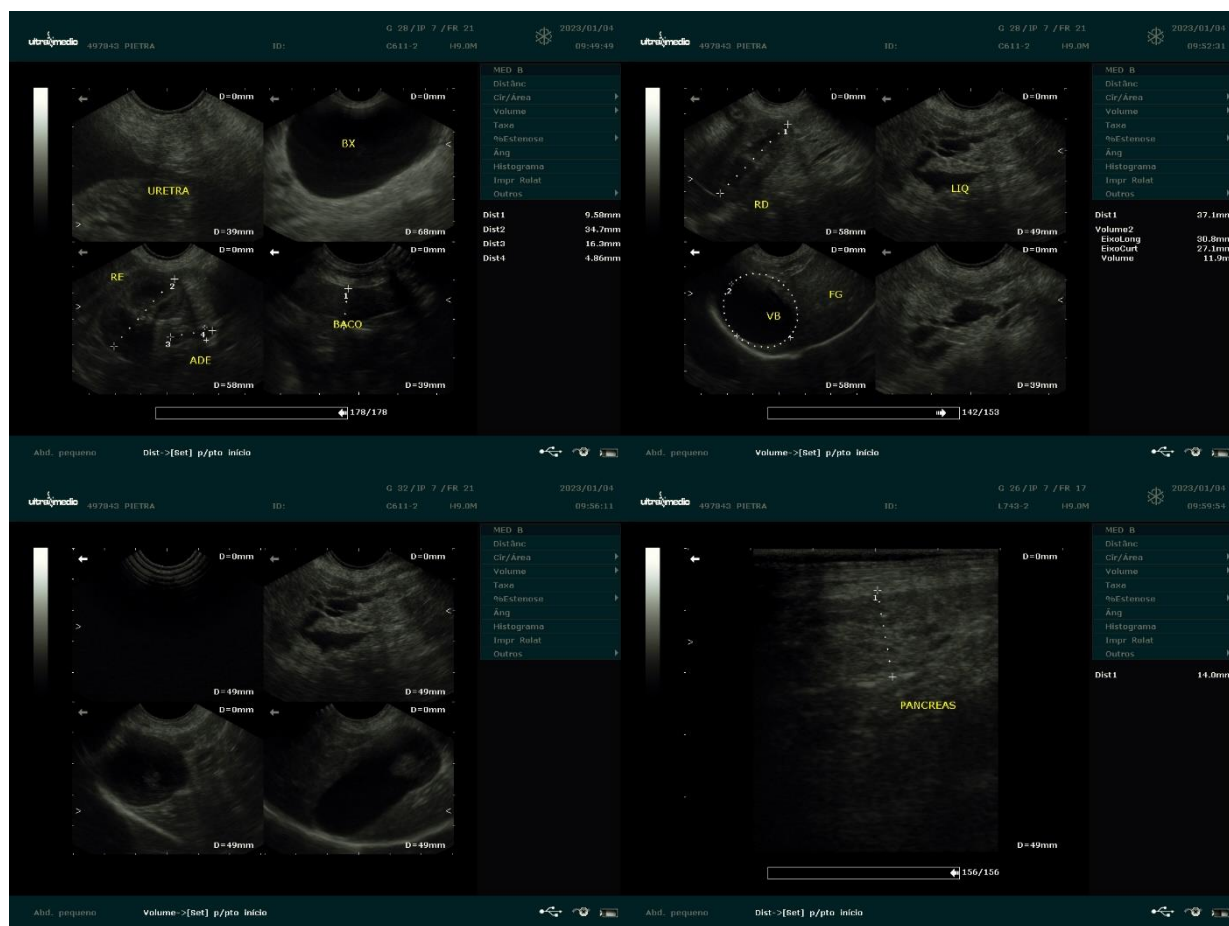 G 28/IP 7 /FR 21
2023/01/04
ultramedic 497843 PIETRA
ID:
C611-2 H9.0M
09:49:49
MED B
Distânc
Cir/Área
Volume
Taxa
%Estenose
Âng
Histograma
Impr Relat
Outros
Dist1 9.58mm
Dist2 34.7mm
Dist3 16.3mm
Dist4 4.86mm
D=0mm
D=0mm
BX
URETRA
D=39mm
D=68mm
D=0mm
D=0mm
RE
2
1
BACO
3
4
ADE
D=58mm
D=39mm
178/178
Abd. pequeno
Dist->[Set] p/pto início
G 28/IP 7 /FR 21
2023/01/04
ultramedic 497843 PIETRA
ID:
C611-2 H9.0M
09:52:31
MED B
Distânc
Cir/Área
Volume
Taxa
%Estenose
Âng
Histograma
Impr Relat
Outros
Dist1 37.1mm
Volume2
EixoLong 30.8mm
EixoCurt 27.1mm
Volume 11.9m
D=0mm
D=0mm
1
LIQ
RD
D=58mm
D=49mm
D=0mm
D=0mm
2
FG
VB
D=58mm
D=39mm
142/153
Abd. pequeno
Volume->[Set] p/pto início
G 32/IP 7 /FR 21
2023/01/04
ultramedic 497843 PIETRA
ID:
C611-2 H9.0M
09:56:11
MED B
Distânc
Cir/Área
Volume
Taxa
%Estenose
Âng
Histograma
Impr Relat
Outros
D=0mm
D=0mm
D=49mm
D=49mm
D=0mm
D=0mm
D=49mm
D=49mm
Abd. pequeno
Volume->[Set] p/pto início
G 26/IP 7 /FR 17
2023/01/04
ultramedic 497843 PIETRA
ID:
L743-2 H9.0M
09:59:54
MED B
Distânc
Cir/Área
Volume
Taxa
%Estenose
Âng
Histograma
Impr Relat
Outros
Dist1 14.0mm
D=0mm
1
PANCREAS
D=49mm
156/156
Abd. pequeno
Dist->[Set] p/pto início